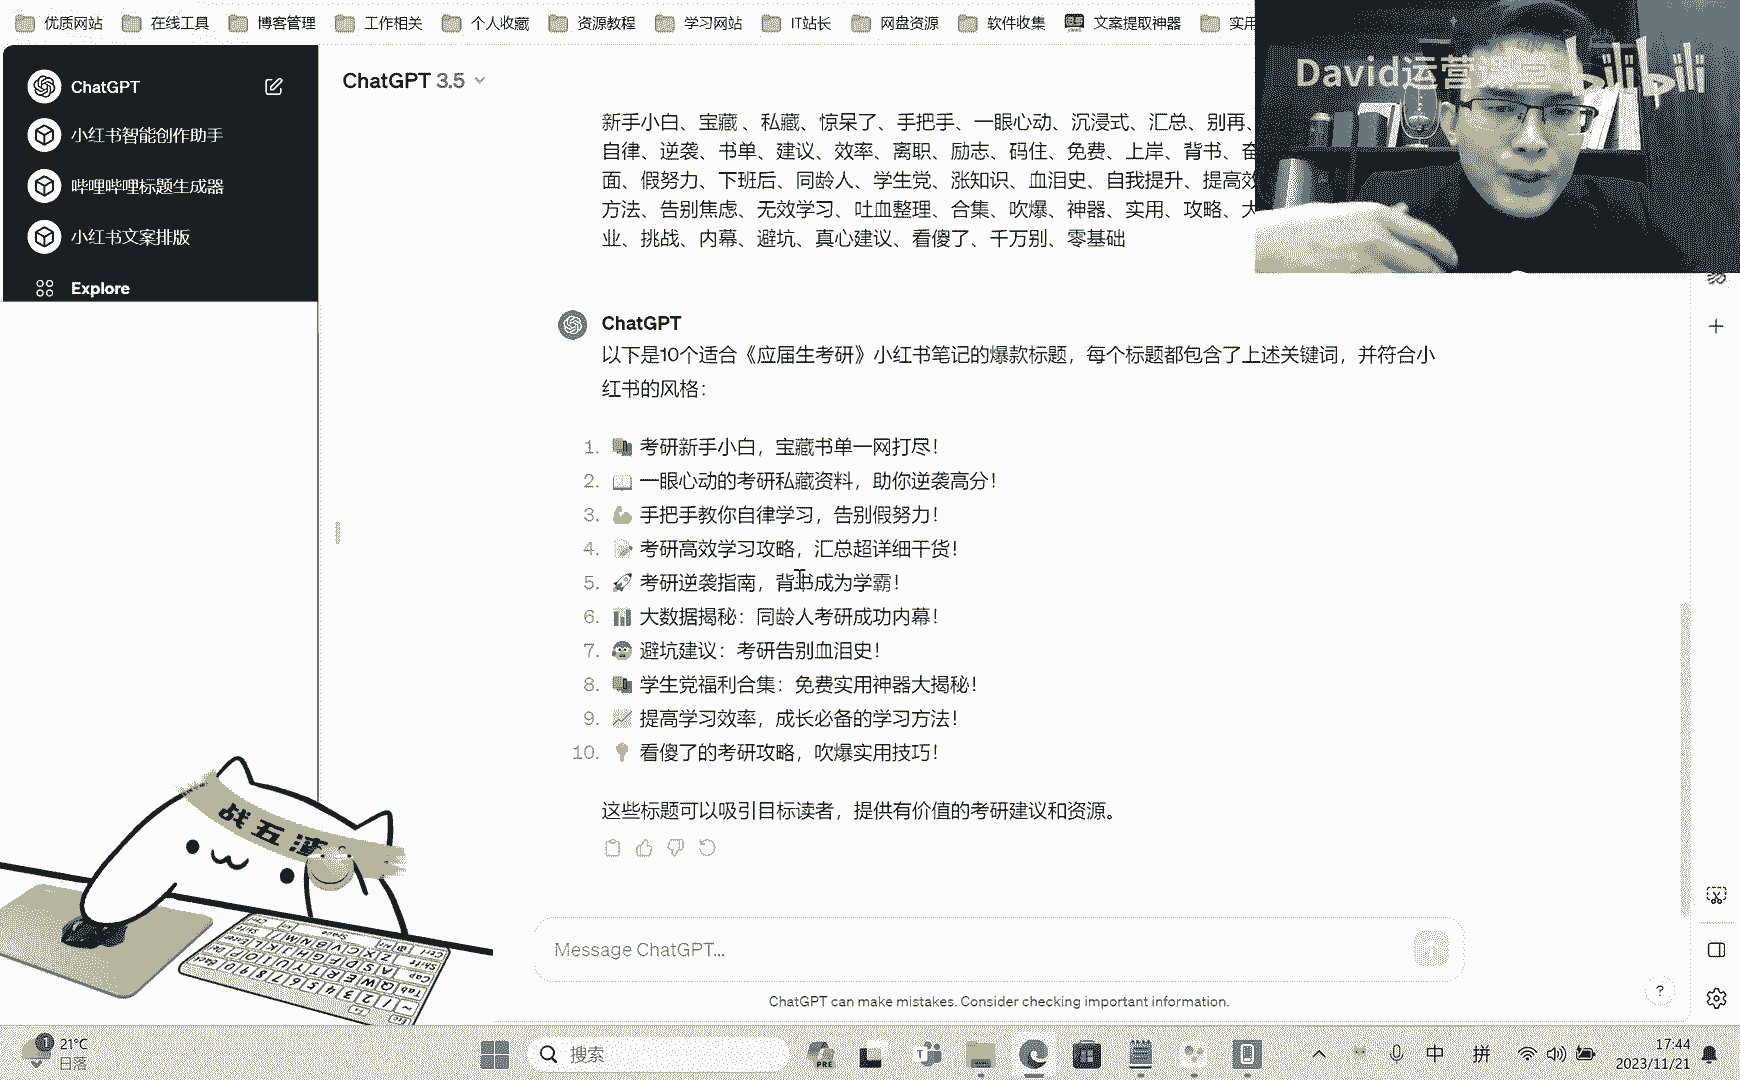 优质网站 在线工具 博客管理 工作相关 个人收藏 资源教程 学习网站 IT站长 网盘资源 软件收集 文案提取神器 实用
David运营课堂 bilibili
ChatGPT
小红书智能创作助手
哔哩哔哩标题生成器
小红书文案排版
Explore
ChatGPT 3.5
新手小白、宝藏、私藏、惊呆了、手把手、一眼心动、沉浸式、汇总、别再、
自律、逆袭、书单、建议、效率、离职、励志、码住、免费、上岸、背书、奋
面、假努力、下班后、同龄人、学生党、涨知识、血泪史、自我提升、提高效
方法、告别焦虑、无效学习、吐血整理、合集、吹爆、神器、实用、攻略、大
业、挑战、内幕、避坑、真心建议、看傻了、千万别、零基础
ChatGPT
以下是10个适合《应届生考研》小红书笔记的爆款标题，每个标题都包含了上述关键词，并符合小
红书的风格：
1. 考研新手小白，宝藏书单一网打尽！
2. 一眼心动的考研私藏资料，助你逆袭高分！
3. 手把手教你自律学习，告别假努力！
4. 考研高效学习攻略，汇总超详细干货！
5. 考研逆袭指南，背书成为学霸！
6. 大数据揭秘：同龄人考研成功内幕！
7. 避坑建议：考研告别血泪史！
8. 学生党福利合集：免费实用神器大揭秘！
9. 提高学习效率，成长必备的学习方法！
10. 看傻了的考研攻略，吹爆实用技巧！
这些标题可以吸引目标读者，提供有价值的考研建议和资源。
战五渣
Message ChatGPT...
ChatGPT can make mistakes. Consider checking important information.
?
1
21°C
日落
搜索
PRE
中 拼
17:44
2023/11/21